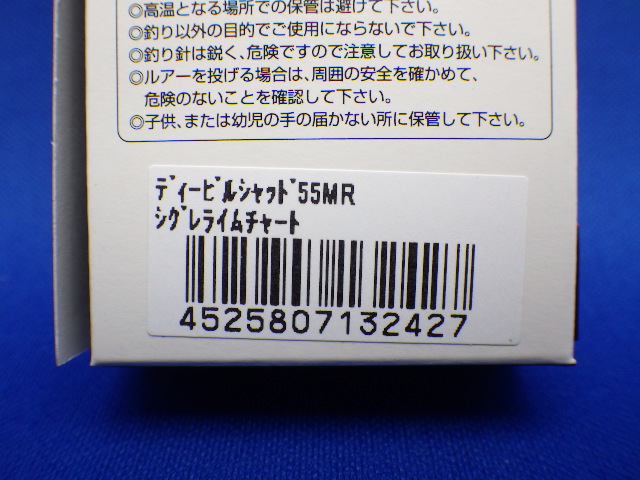 ◎高温となる場所での保管は避けて下さい。
◎釣り以外の目的でご使用にならないで下さい。
◎釣り針は鋭く、危険ですので注意してお取り扱い下さい。
◎ルアーを投げる場合は、周囲の安全を確かめて、
危険のないことを確認して下さい。
◎子供、または幼児の手の届かない所に保管して下さい。
ディービルシャッド55MR
シグレライムチャート
4525807132427